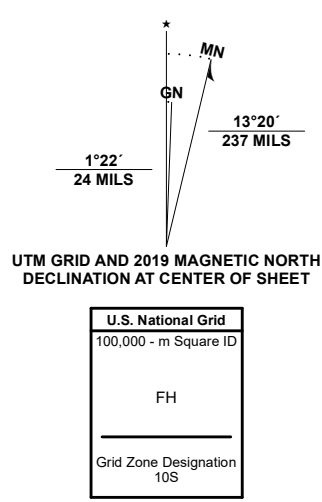 MN
GN
13°20´
237 MILS
1°22´
24 MILS
UTM GRID AND 2019 MAGNETIC NORTH
DECLINATION AT CENTER OF SHEET
U.S. National Grid
100,000 - m Square ID
FH
Grid Zone Designation
10S